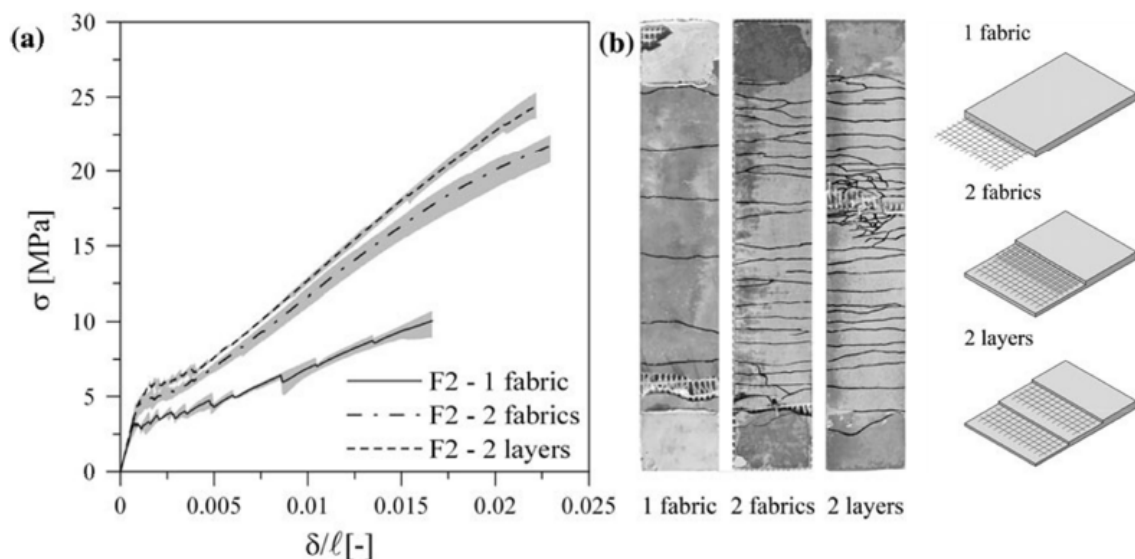 (a)
30
25
20
15
10
5
0
σ [MPa]
0 0.005 0.01 0.015 0.02 0.025
δ/ℓ[-]
F2 - 1 fabric
F2 - 2 fabrics
F2 - 2 layers
(b)
1 fabric 2 fabrics 2 layers
1 fabric
2 fabrics
2 layers